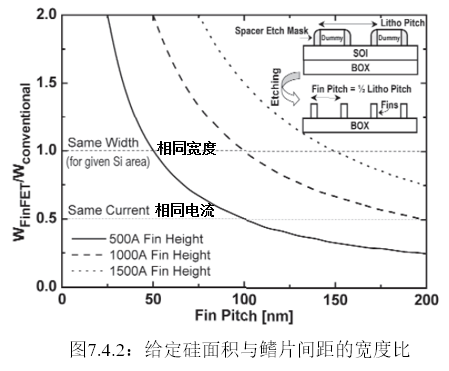 2.0
1.5
1.0
0.5
0.0
W_FinFET/W_conventional
Same Width
(for given Si area)
相同宽度
Same Current
相同电流
500A Fin Height
1000A Fin Height
1500A Fin Height
0 50 100 150 200
Fin Pitch [nm]
Spacer Etch Mask
Litho Pitch
Dummy Dummy
SOI
BOX
Etching
Fin Pitch = ½ Litho Pitch
Fins
BOX
图7.4.2：给定硅面积与鳍片间距的宽度比